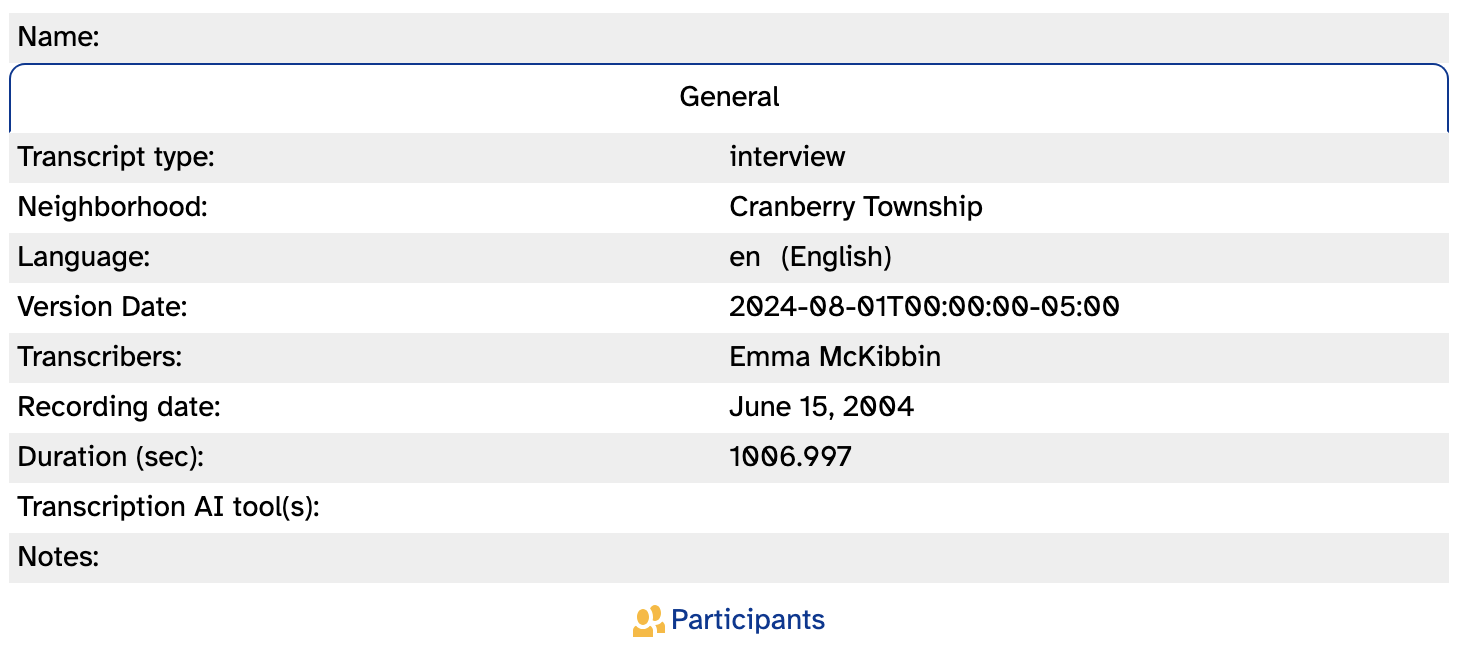 Name:
General
Transcript type: interview
Neighborhood: Cranberry Township
Language: en (English)
Version Date: 2024-08-01T00:00:00-05:00
Transcribers: Emma McKibbin
Recording date: June 15, 2004
Duration (sec): 1006.997
Transcription AI tool(s):
Notes:
Participants